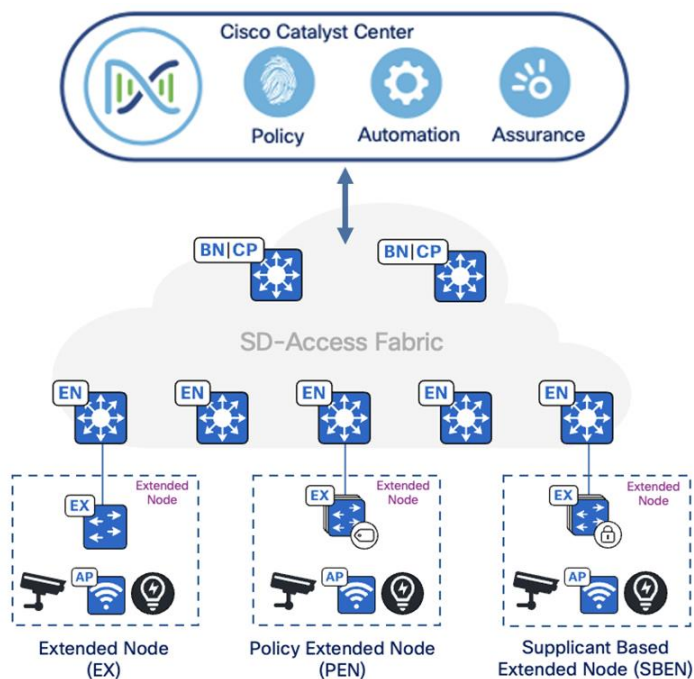 Cisco Catalyst Center
Policy
Automation
Assurance
BN|CP
BN|CP
SD-Access Fabric
EN
EN
EN
EN
EN
Extended
Node
EX
AP
Extended
Node
EX
AP
Extended
Node
EX
AP
Extended Node
(EX)
Policy Extended Node
(PEN)
Supplicant Based
Extended Node (SBEN)